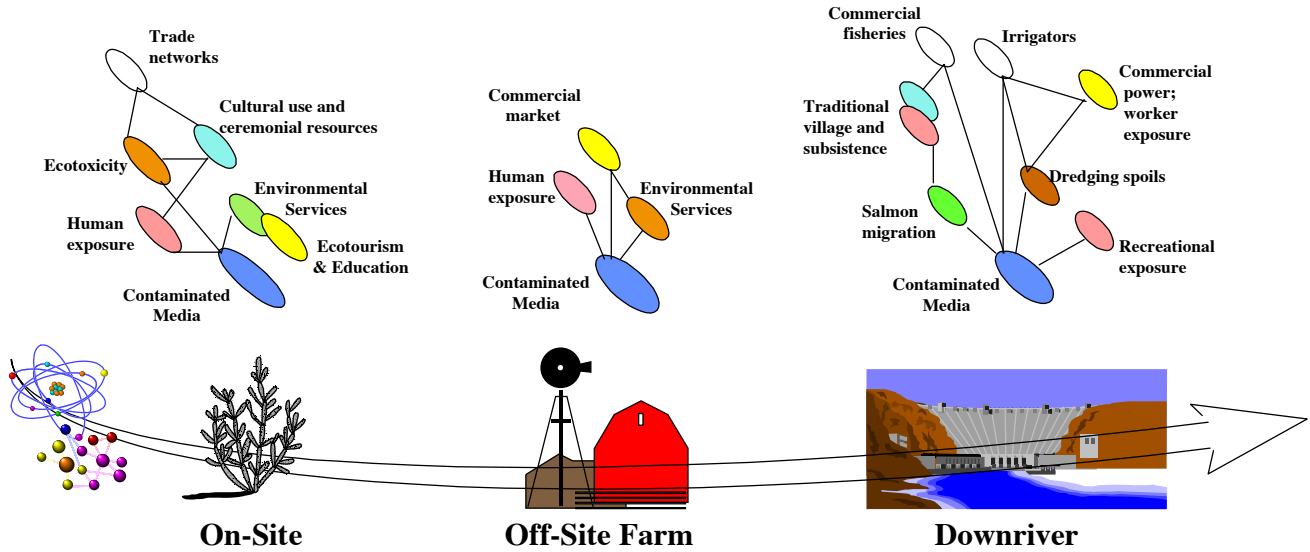 Trade
networks
Cultural use and
ceremonial resources
Ecotoxicity
Environmental
Services
Human
exposure
Ecotourism
& Education
Contaminated
Media
Commercial
market
Human
exposure
Environmental
Services
Contaminated
Media
Commercial
fisheries
Irrigators
Commercial
power;
worker
exposure
Traditional
village and
subsistence
Dredging spoils
Salmon
migration
Recreational
exposure
Contaminated
Media
On-Site
Off-Site Farm
Downriver